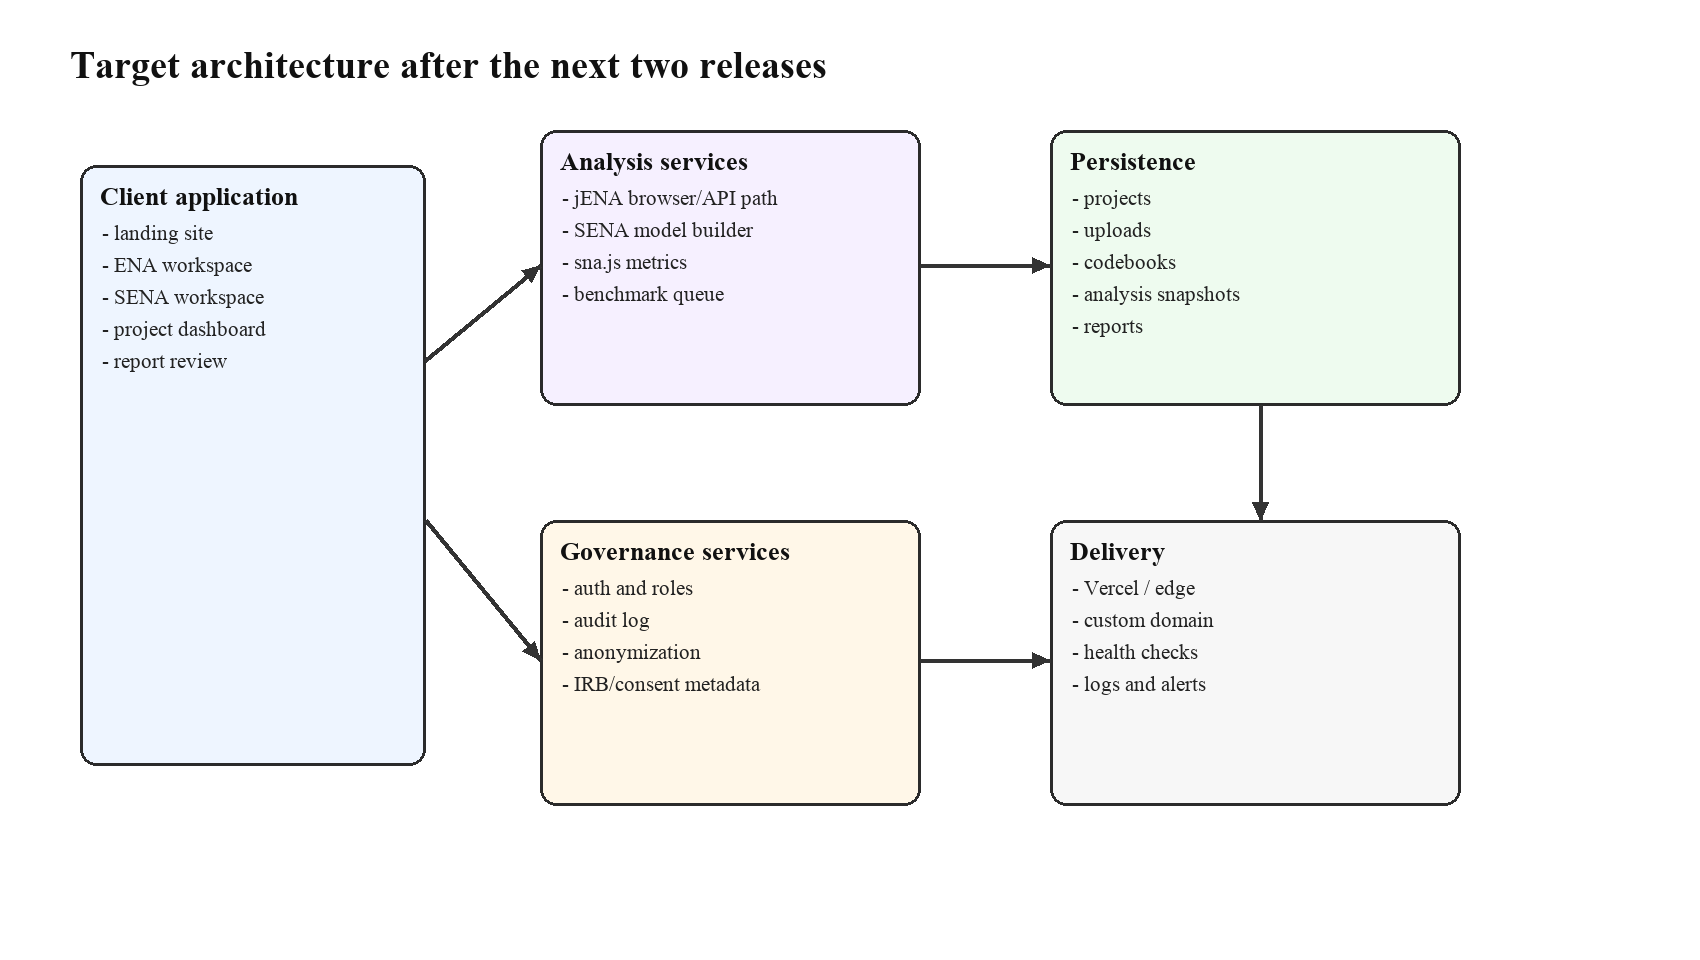 Target architecture after the next two releases
Client application
- landing site
- ENA workspace
- SENA workspace
- project dashboard
- report review
Analysis services
- jENA browser/API path
- SENA model builder
- sna.js metrics
- benchmark queue
Persistence
- projects
- uploads
- codebooks
- analysis snapshots
- reports
Governance services
- auth and roles
- audit log
- anonymization
- IRB/consent metadata
Delivery
- Vercel / edge
- custom domain
- health checks
- logs and alerts